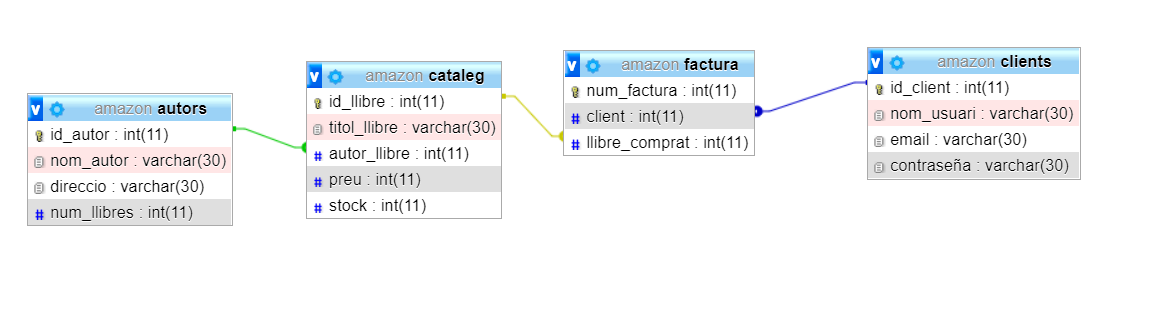 v amazon autors
id_autor : int(11)
nom_autor : varchar(30)
direccio : varchar(30)
# num_llibres : int(11)
v amazon cataleg
id_llibre : int(11)
titol_llibre : varchar(30)
# autor_llibre : int(11)
# preu : int(11)
# stock : int(11)
v amazon factura
num_factura : int(11)
# client : int(11)
# llibre_comprat : int(11)
v amazon clients
id_client : int(11)
nom_usuari : varchar(30)
email : varchar(30)
contraseña : varchar(30)